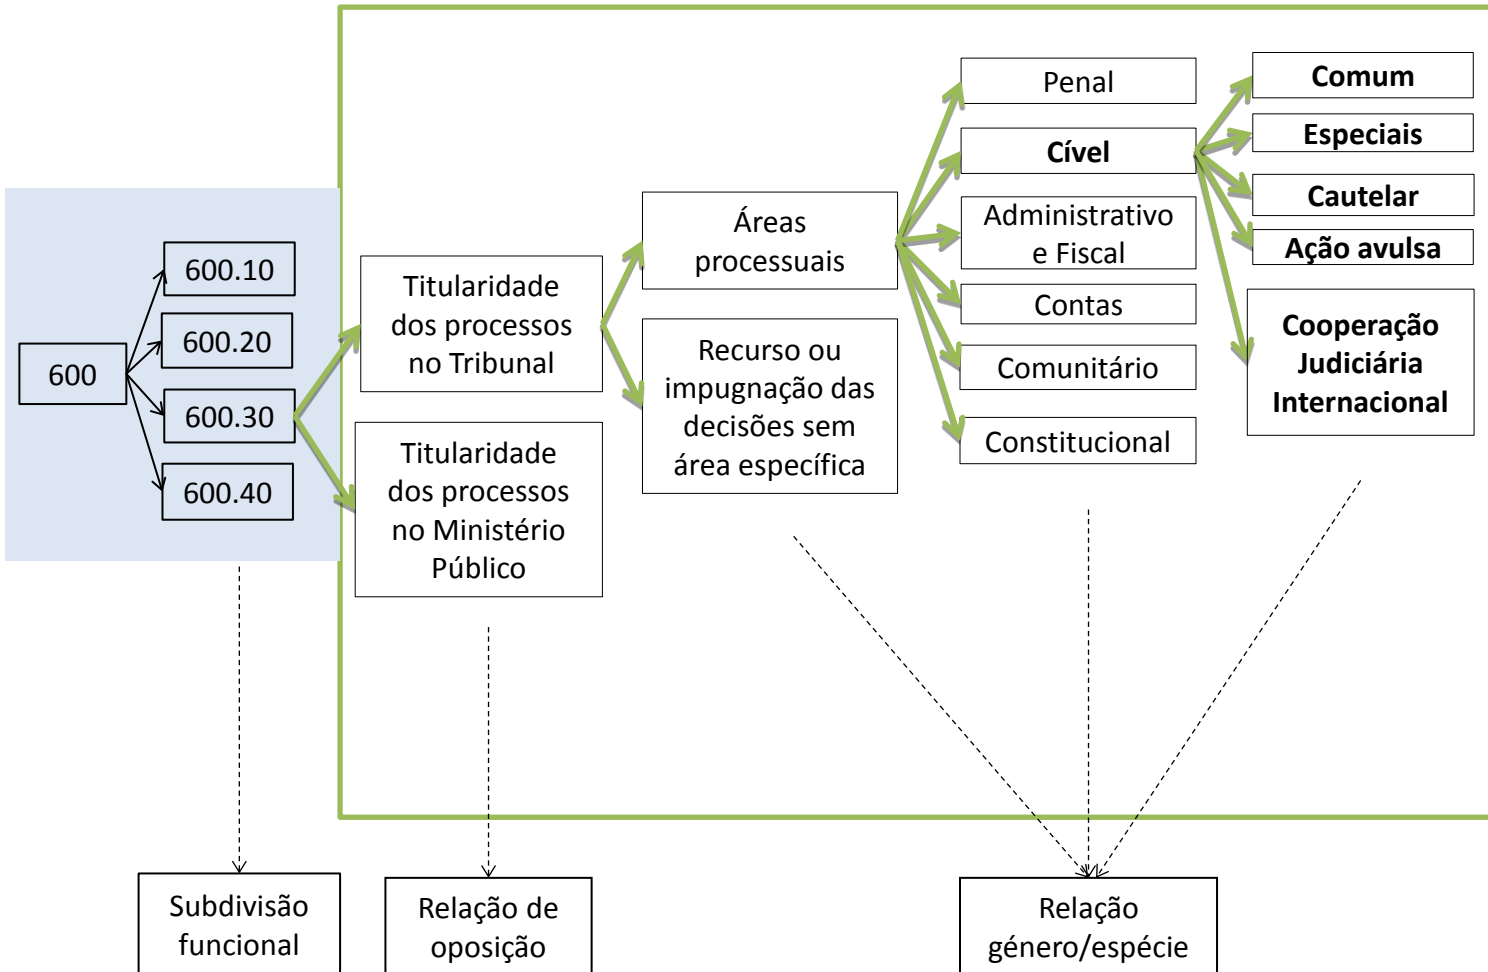 600
600.10
600.20
600.30
600.40
Titularidade
dos processos
no Tribunal
Titularidade
dos processos
no Ministério
Público
Áreas
processuais
Recurso ou
impugnação das
decisões sem
área específica
Penal
Cível
Administrativo
e Fiscal
Contas
Comunitário
Constitucional
Comum
Especiais
Cautelar
Ação avulsa
Cooperação
Judiciária
Internacional
Subdivisão
funcional
Relação de
oposição
Relação
género/espécie